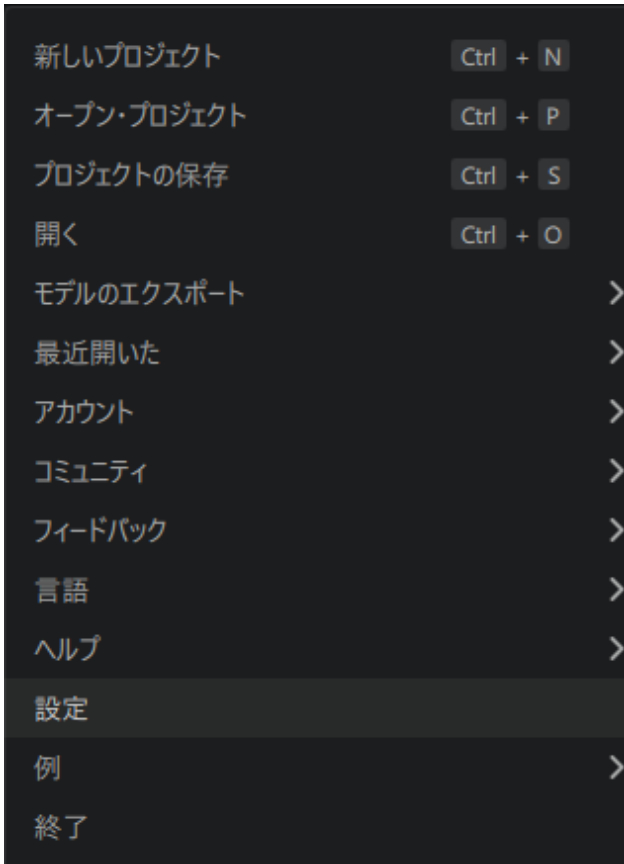 新しいプロジェクト Ctrl + N
オープン・プロジェクト Ctrl + P
プロジェクトの保存 Ctrl + S
開く Ctrl + O
モデルのエクスポート
最近開いた
アカウント
コミュニティ
フィードバック
言語
ヘルプ
設定
例
終了